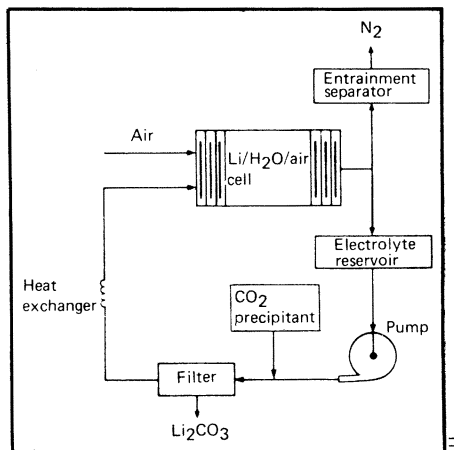 N₂
Entrainment
separator
Air
Li/H₂O/air
cell
Electrolyte
reservoir
Heat
exchanger
CO₂
precipitant
Pump
Filter
Li₂CO₃